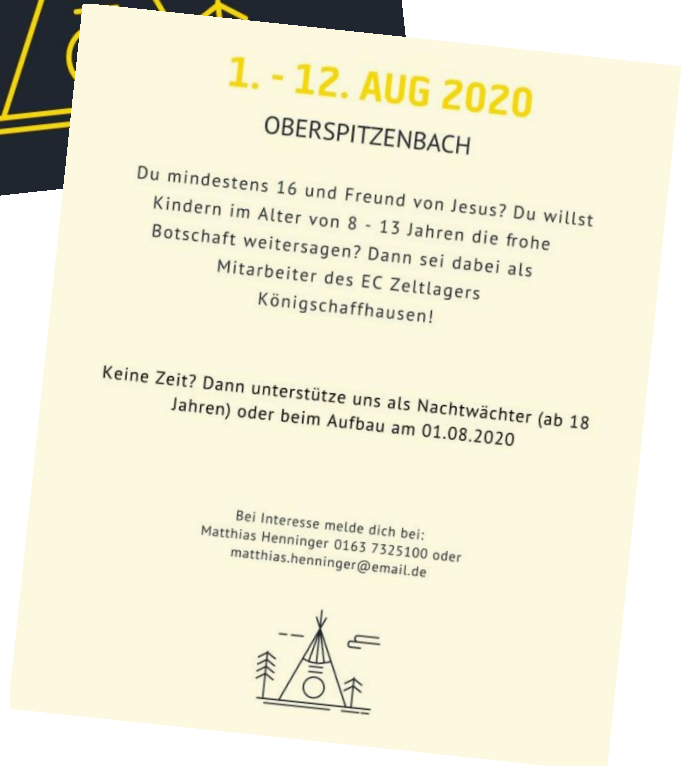 1. - 12. AUG 2020
OBERSPITZENBACH
Du mindestens 16 und Freund von Jesus? Du willst
Kindern im Alter von 8 - 13 Jahren die frohe
Botschaft weitersagen? Dann sei dabei als
Mitarbeiter des EC Zeltlagers
Königschaffhausen!
Keine Zeit? Dann unterstütze uns als Nachtwächter (ab 18
Jahren) oder beim Aufbau am 01.08.2020
Bei Interesse melde dich bei:
Matthias Henninger 0163 7325100 oder
matthias.henninger@email.de